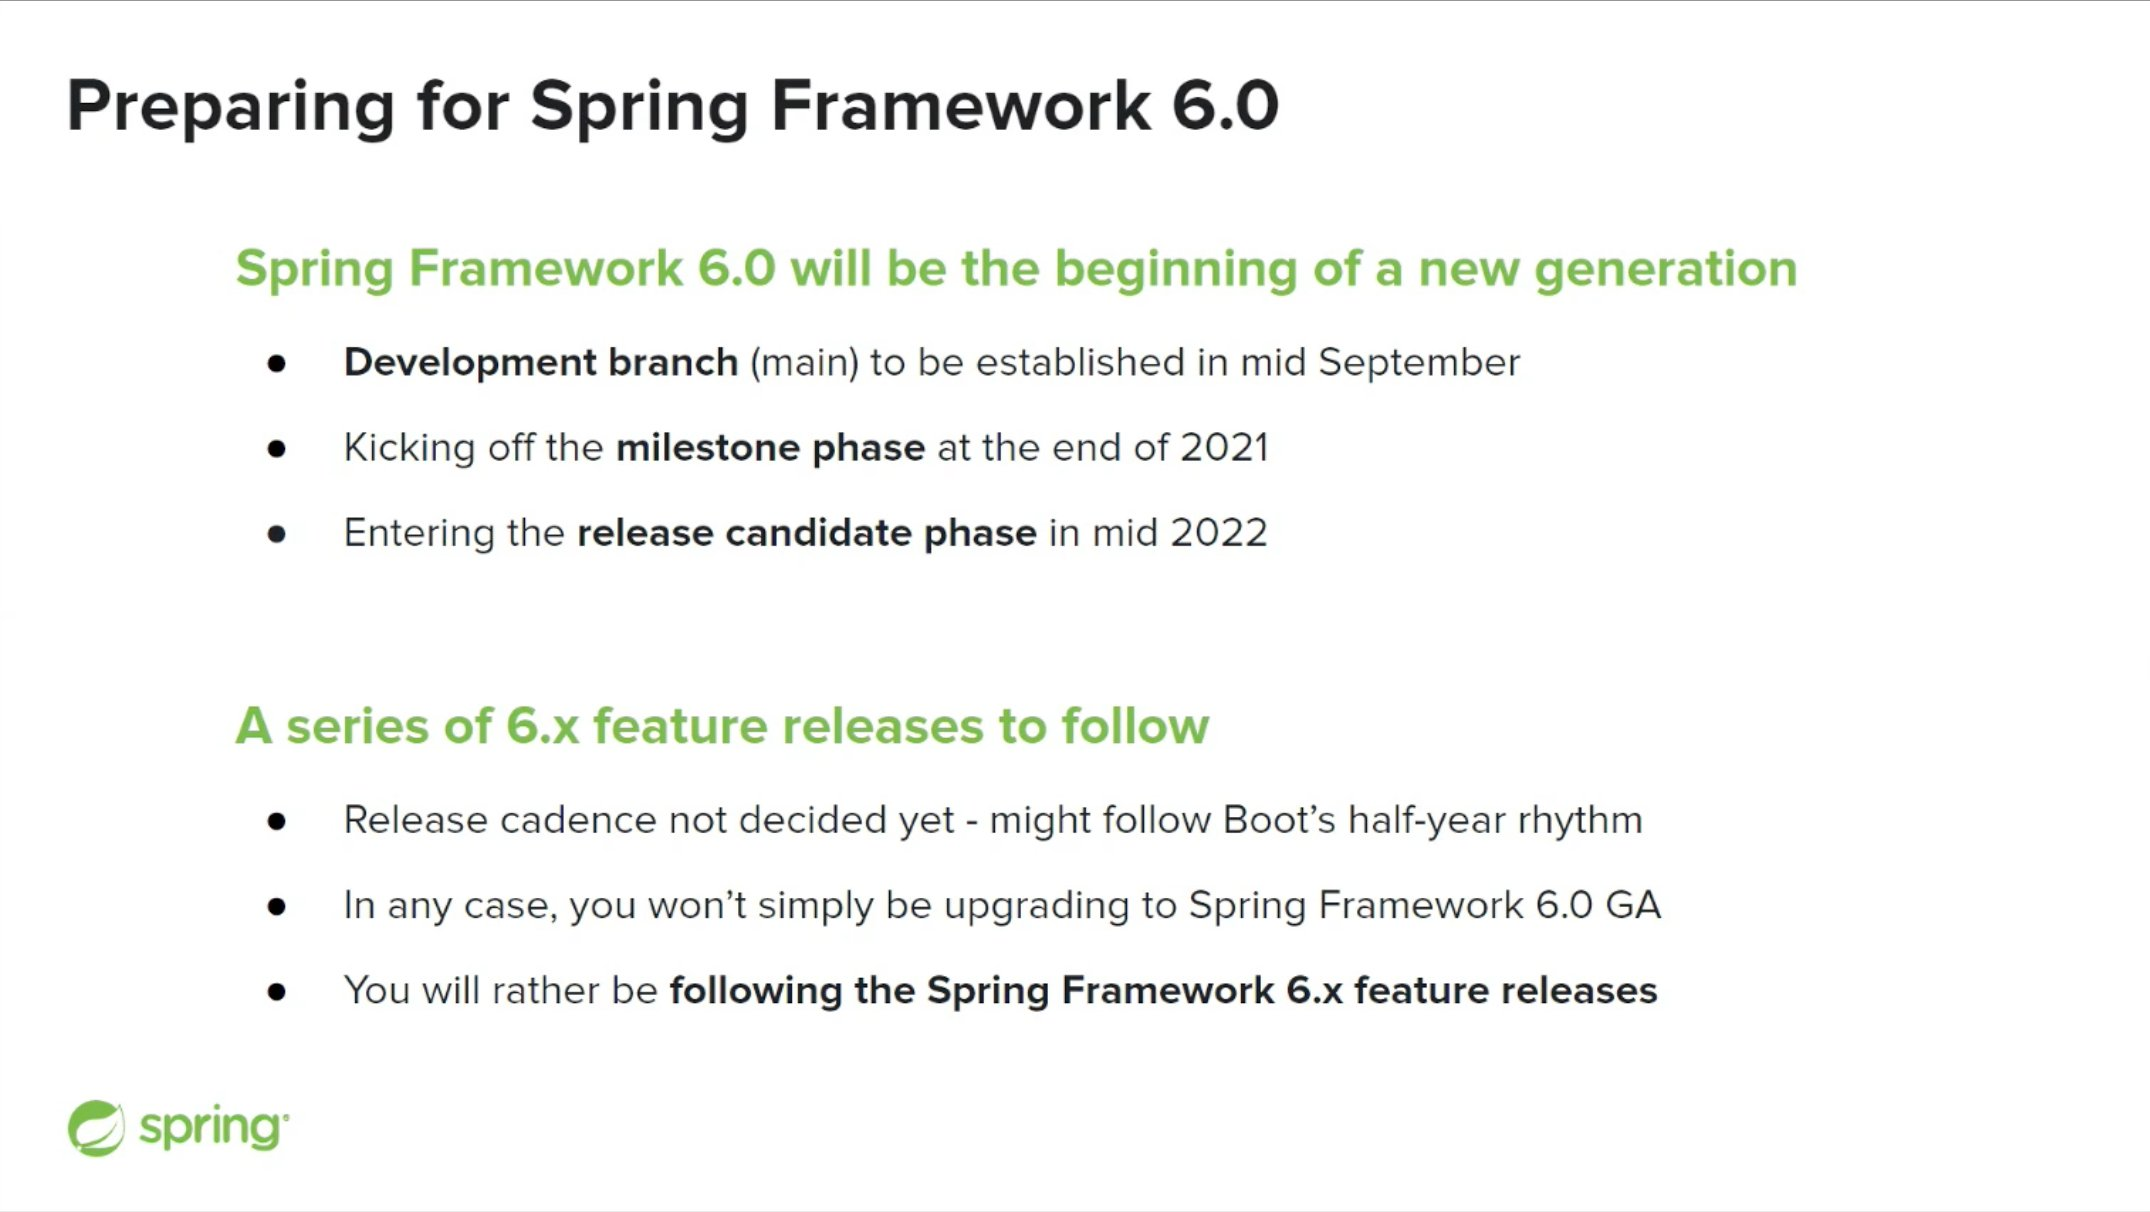 Preparing for Spring Framework 6.0
Spring Framework 6.0 will be the beginning of a new generation
● Development branch (main) to be established in mid September
● Kicking off the milestone phase at the end of 2021
● Entering the release candidate phase in mid 2022
A series of 6.x feature releases to follow
● Release cadence not decided yet - might follow Boot’s half-year rhythm
● In any case, you won’t simply be upgrading to Spring Framework 6.0 GA
● You will rather be following the Spring Framework 6.x feature releases
spring